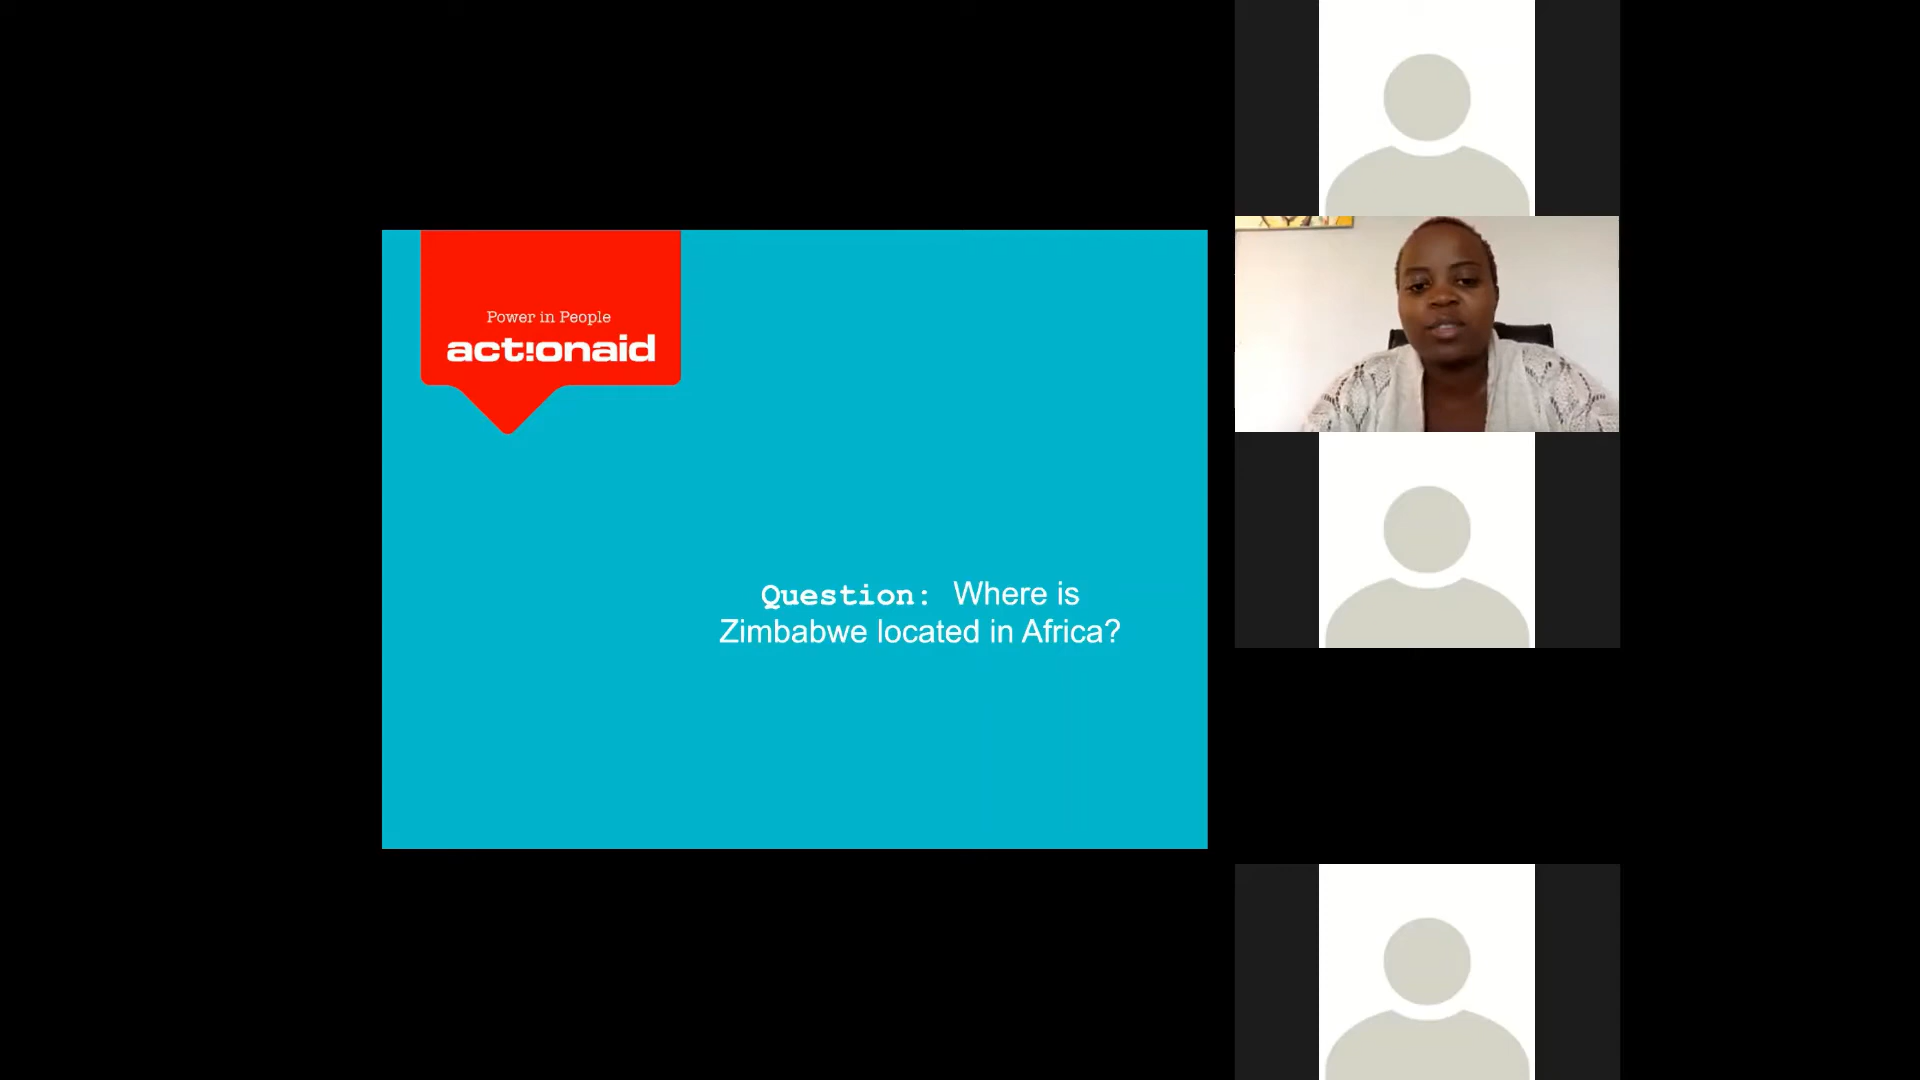 Power in People
act!onaid
Question: Where is
Zimbabwe located in Africa?